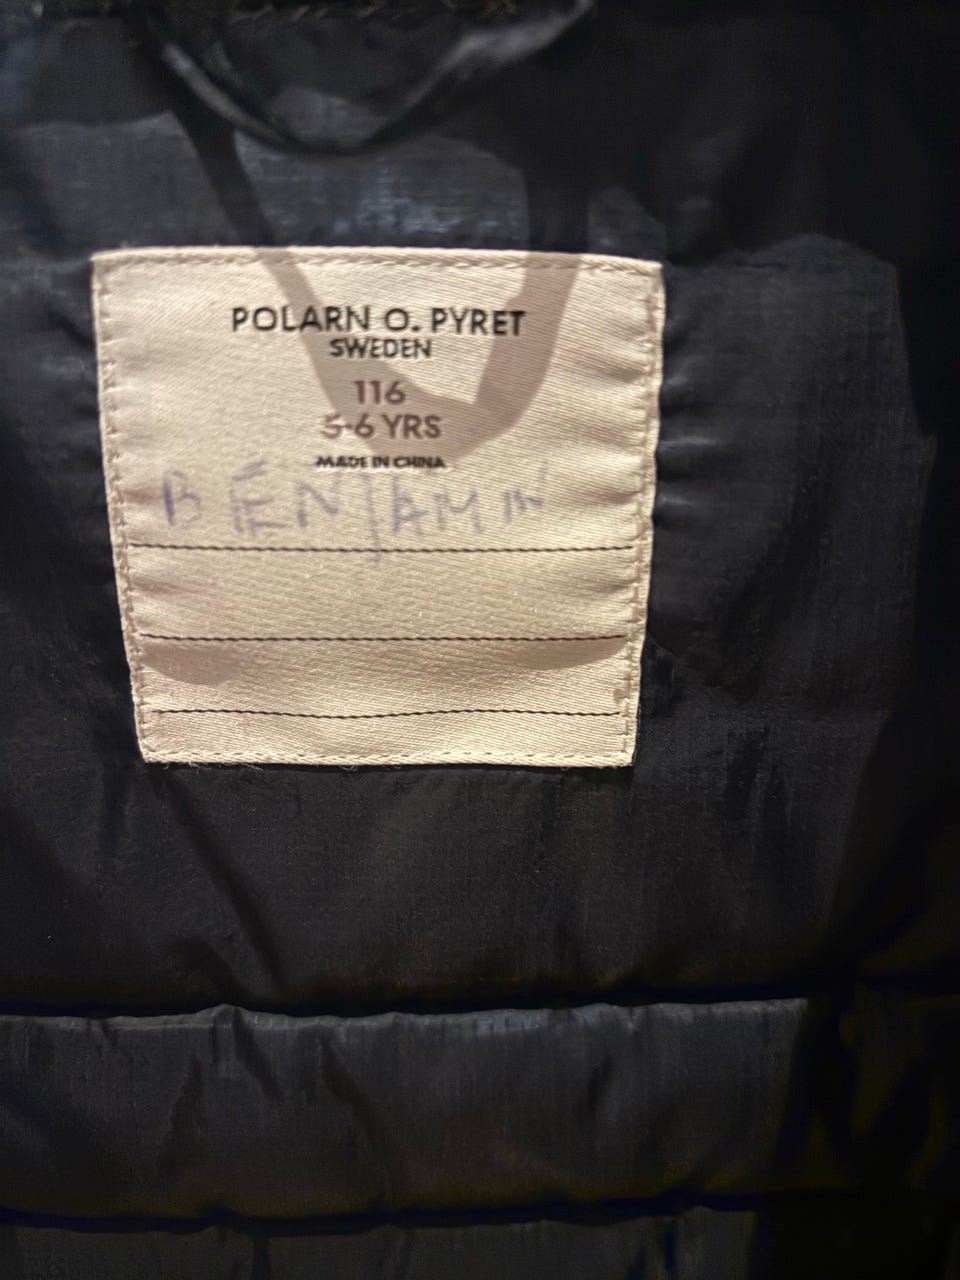 POLARN O. PYRET
SWEDEN
116
5-6 YRS
MADE IN CHINA
BENJAMIN